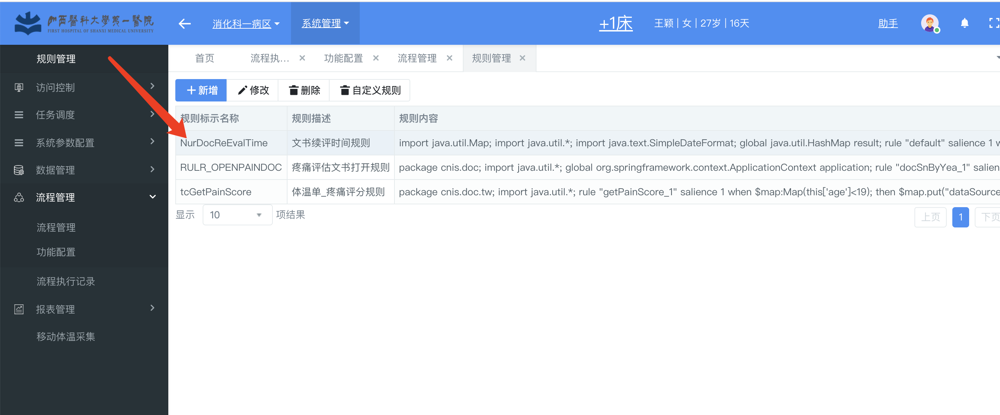 山西醫科大學第一醫院
FIRST HOSPITAL OF SHANXI MEDICAL UNIVERSITY
消化科一病区
系统管理
+1床
王颖 | 女 | 27岁 | 16天
助手
规则管理
访问控制
任务调度
系统参数配置
数据管理
流程管理
流程管理
功能配置
流程执行记录
报表管理
移动体温采集
首页
流程执...
功能配置
流程管理
规则管理
新增
修改
删除
自定义规则
规则标示名称 规则描述 规则内容
NurDocReEvalTime 文书续评时间规则 import java.util.Map; import java.util.*; import java.text.SimpleDateFormat; global java.util.HashMap result; rule "default" salience 1 w
RULR_OPENPAINDOC 疼痛评估文书打开规则 package cnis.doc; import java.util.*; global org.springframework.context.ApplicationContext application; rule "docSnByYea_1" salien
tcGetPainScore 体温单_疼痛评分规则 package cnis.doc.tw; import java.util.*; rule "getPainScore_1" salience 1 when $map:Map(this['age']<19); then $map.put("dataSource
显示 10 项结果
上页 1 下页